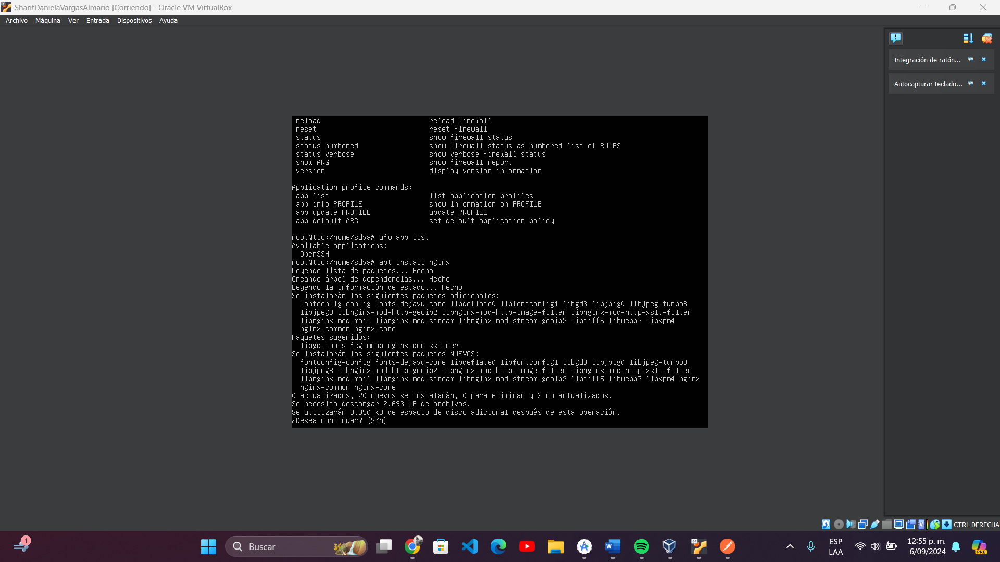 SharitDanielaVargasAlmario [Corriendo] - Oracle VM VirtualBox
Archivo Máquina Ver Entrada Dispositivos Ayuda
Integración de ratón...
Autocapturar teclado...
reload reload firewall
reset reset firewall
status show firewall status
status numbered show firewall status as numbered list of RULES
status verbose show verbose firewall status
show ARG show firewall report
version display version information
Application profile commands:
app list list application profiles
app info PROFILE show information on PROFILE
app update PROFILE update PROFILE
app default ARG set default application policy
root@tic:/home/sdva# ufw app list
Available applications:
OpenSSH
root@tic:/home/sdva# apt install nginx
Leyendo lista de paquetes... Hecho
Creando árbol de dependencias... Hecho
Leyendo la información de estado... Hecho
Se instalarán los siguientes paquetes adicionales:
fontconfig-config fonts-dejavu-core libdeflate0 libfontconfig1 libgd3 libjbig0 libjpeg-turbo8
libjpeg8 libnginx-mod-http-geoip2 libnginx-mod-http-image-filter libnginx-mod-http-xslt-filter
libnginx-mod-mail libnginx-mod-stream libnginx-mod-stream-geoip2 libtiff5 libwebp7 libxpm4
nginx-common nginx-core
Paquetes sugeridos:
libgd-tools fcgiwrap nginx-doc ssl-cert
Se instalarán los siguientes paquetes NUEVOS:
fontconfig-config fonts-dejavu-core libdeflate0 libfontconfig1 libgd3 libjbig0 libjpeg-turbo8
libjpeg8 libnginx-mod-http-geoip2 libnginx-mod-http-image-filter libnginx-mod-http-xslt-filter
libnginx-mod-mail libnginx-mod-stream libnginx-mod-stream-geoip2 libtiff5 libwebp7 libxpm4 nginx
nginx-common nginx-core
0 actualizados, 20 nuevos se instalarán, 0 para eliminar y 2 no actualizados.
Se necesita descargar 2.693 kB de archivos.
Se utilizarán 8.350 kB de espacio de disco adicional después de esta operación.
¿Desea continuar? [S/n]
CTRL DERECHA
1
Buscar
ESP
LAA
12:55 p. m.
6/09/2024
PRE